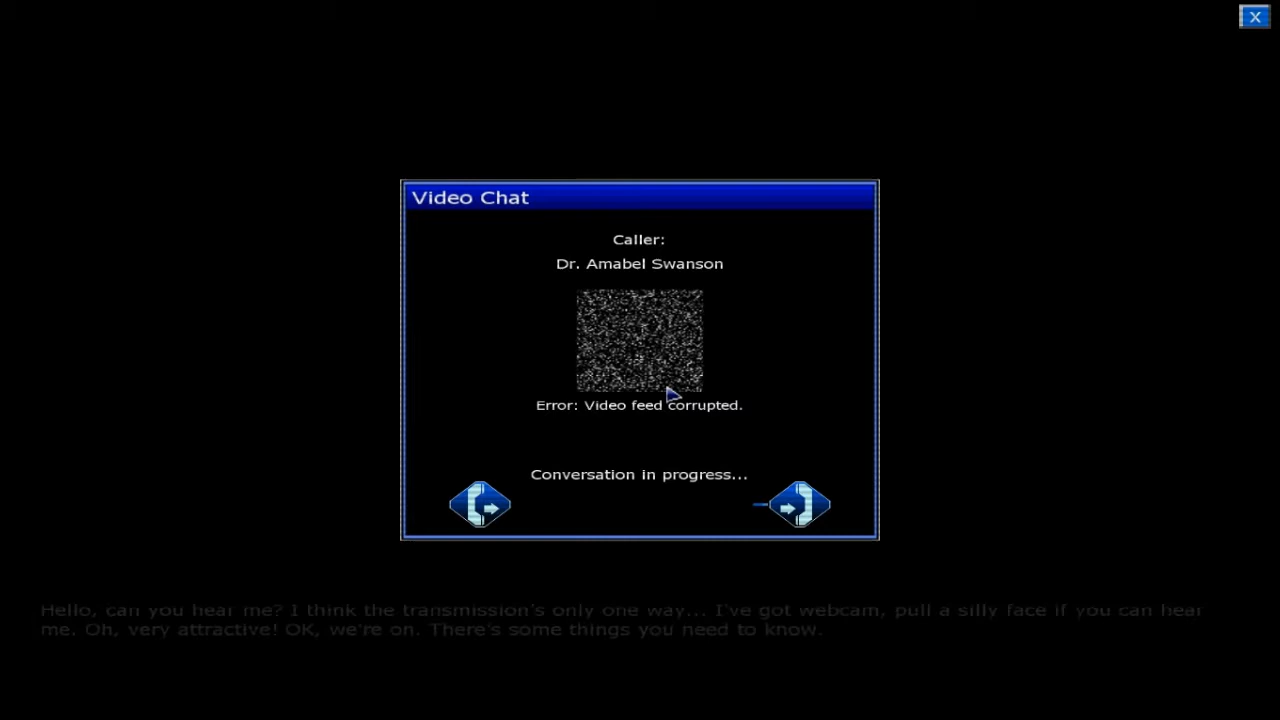 X
Video Chat
Caller:
Dr. Amabel Swanson
Error: Video feed corrupted.
Conversation in progress...
Hello, can you hear me? I think the transmission's only one way... I've got webcam, pull a silly face if you can hear
me. Oh, very attractive! OK, we're on. There's some things you need to know.